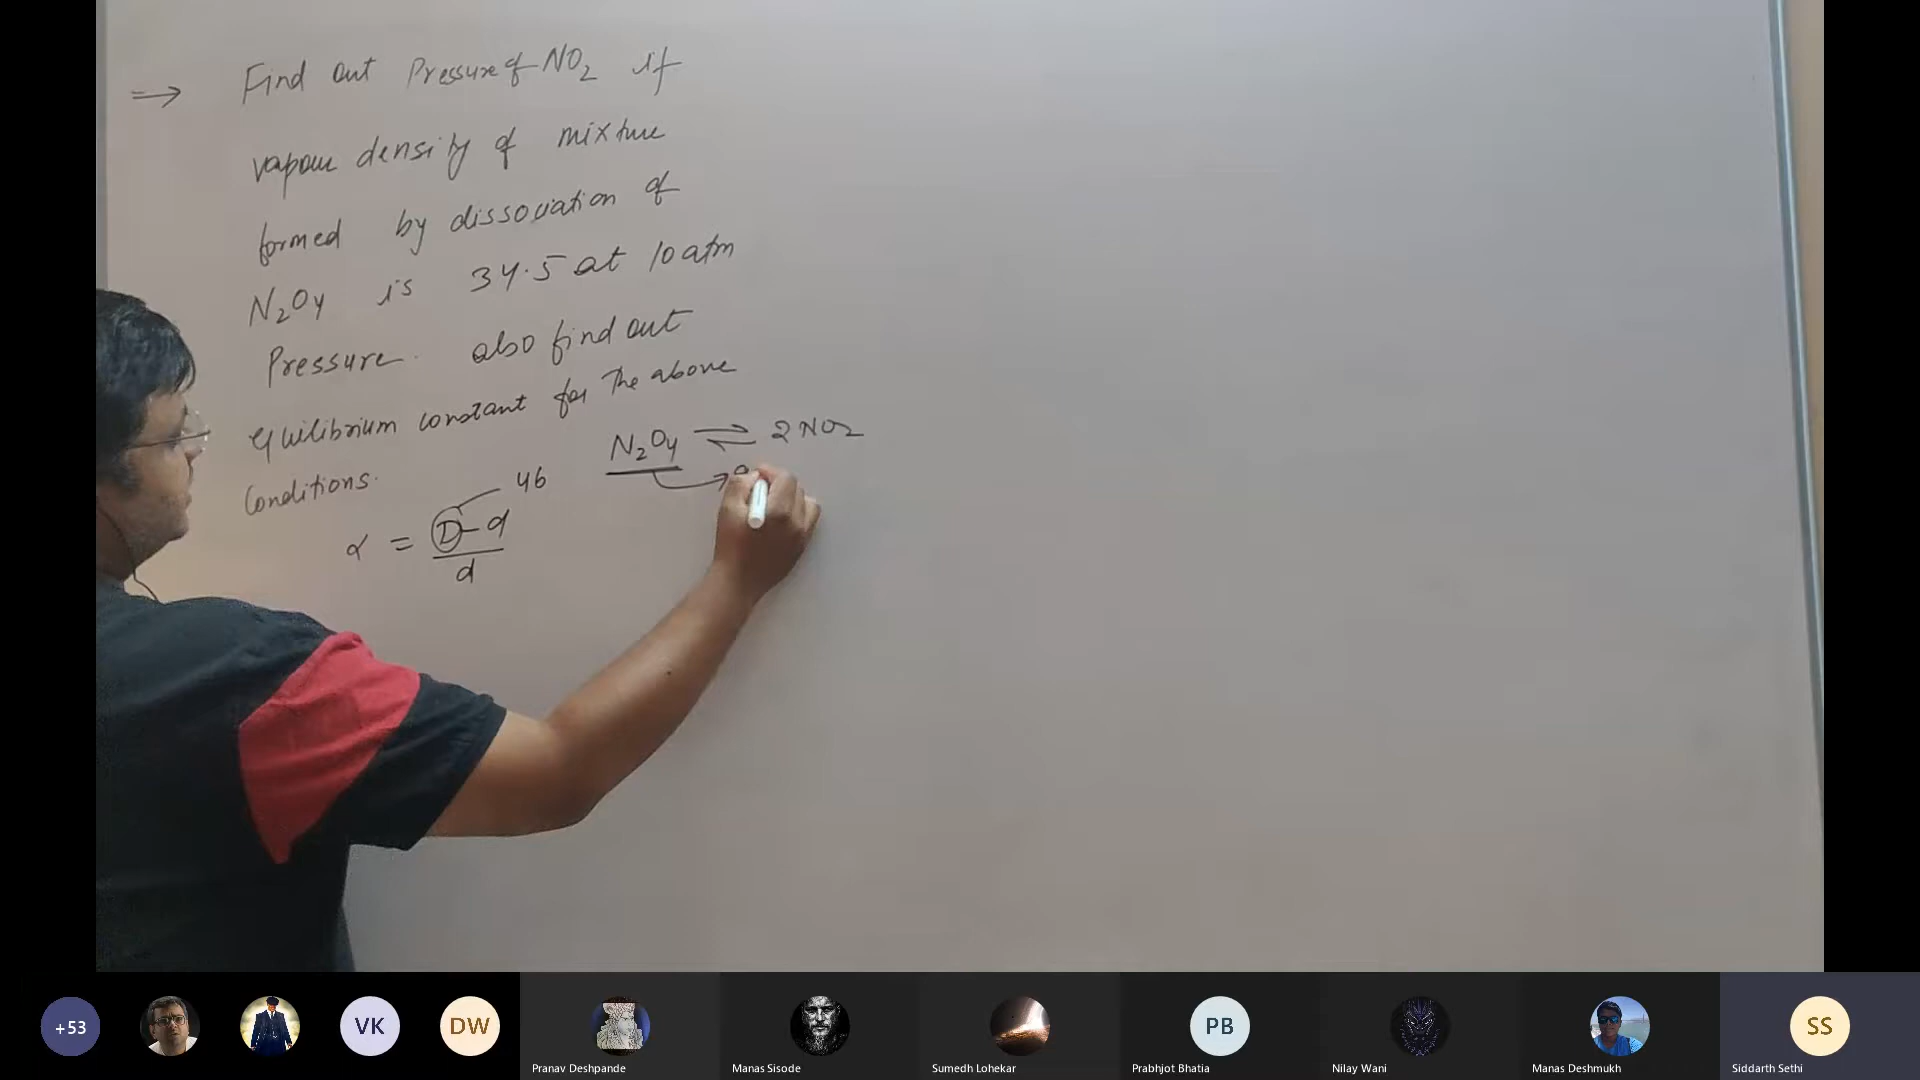 ⇒ Find out Pressure of NO2 if
vapour density of mixture
formed by dissociation of
N2O4 is 34.5 at 10 atm
Pressure. also find out
equilibrium constant for the above
conditions.
N2O4 ⇌ 2NO2
46
α = D-d
d
+53
VK
DW
PB
SS
Pranav Deshpande
Manas Sisode
Sumedh Lohekar
Prabhjot Bhatia
Nilay Wani
Manas Deshmukh
Siddarth Sethi